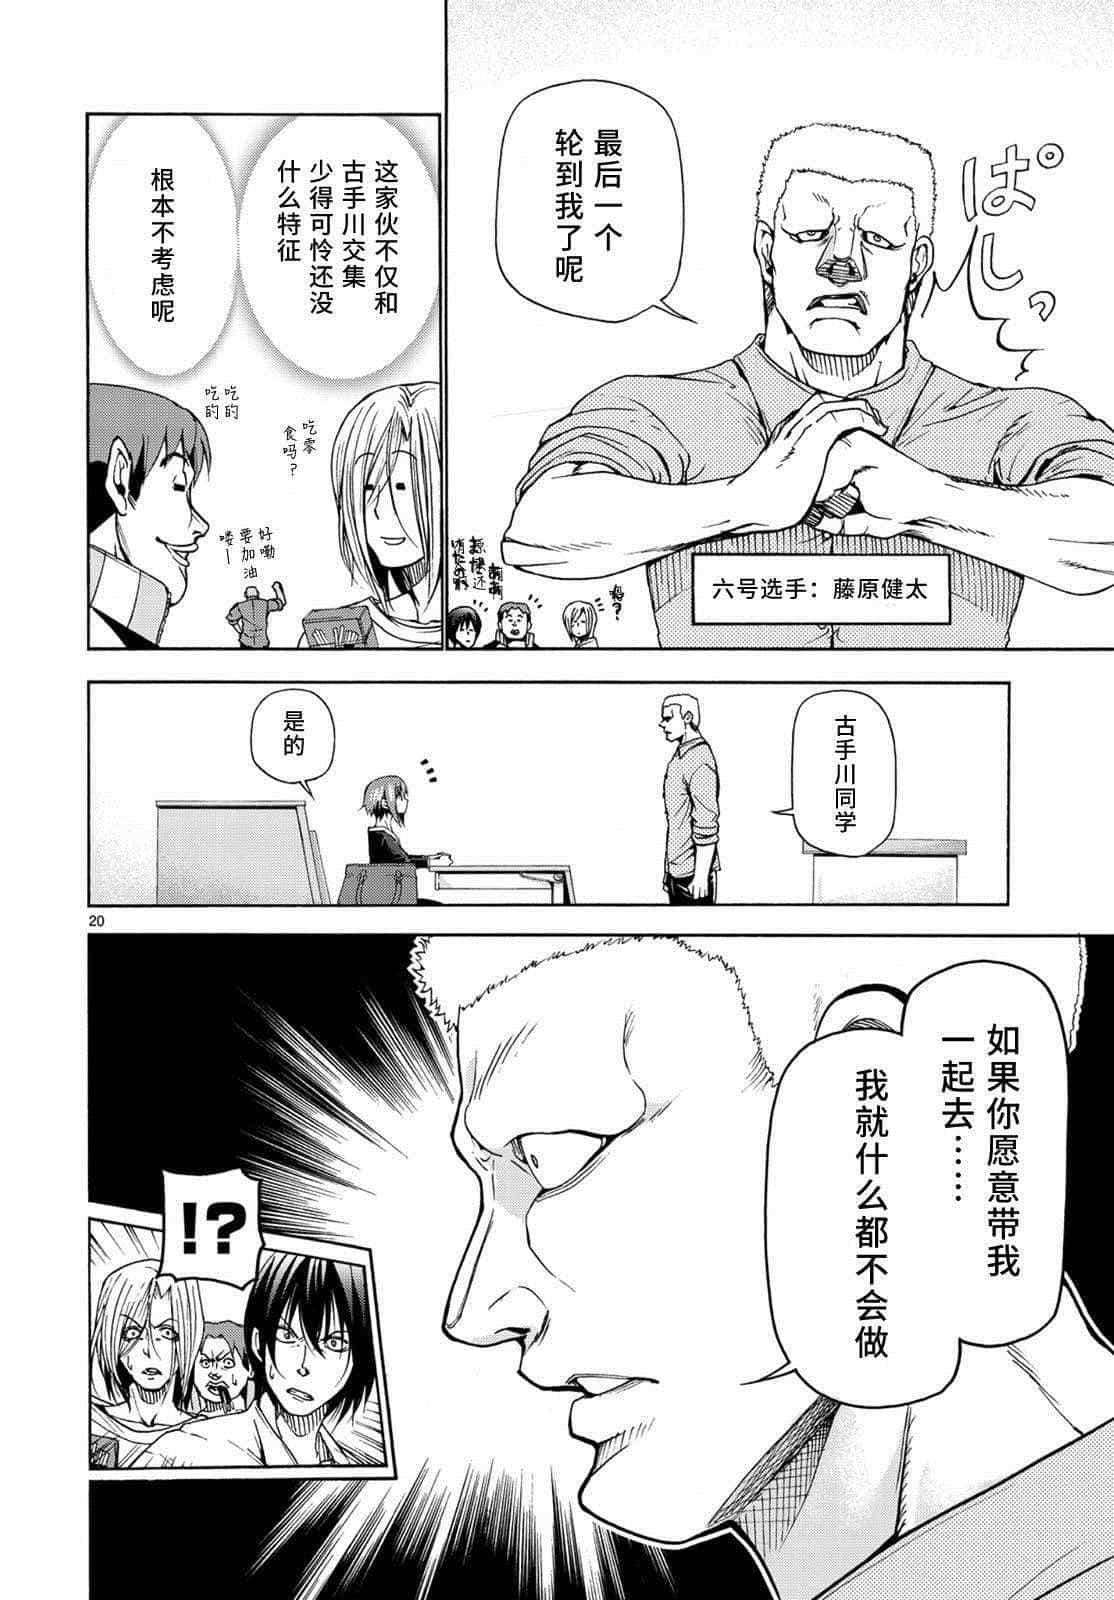 最后一个
轮到我了呢
ぱしっ
六号选手：藤原健太
这家伙不仅和
古手川交集
少得可怜还没
什么特征
根本不考虑呢
吃零
食吗？
吃的
吃的
好嘞
要加油
喽—
古手川同学
是的
20
如果你愿意带我
一起去……
我就什么都不会做
!?